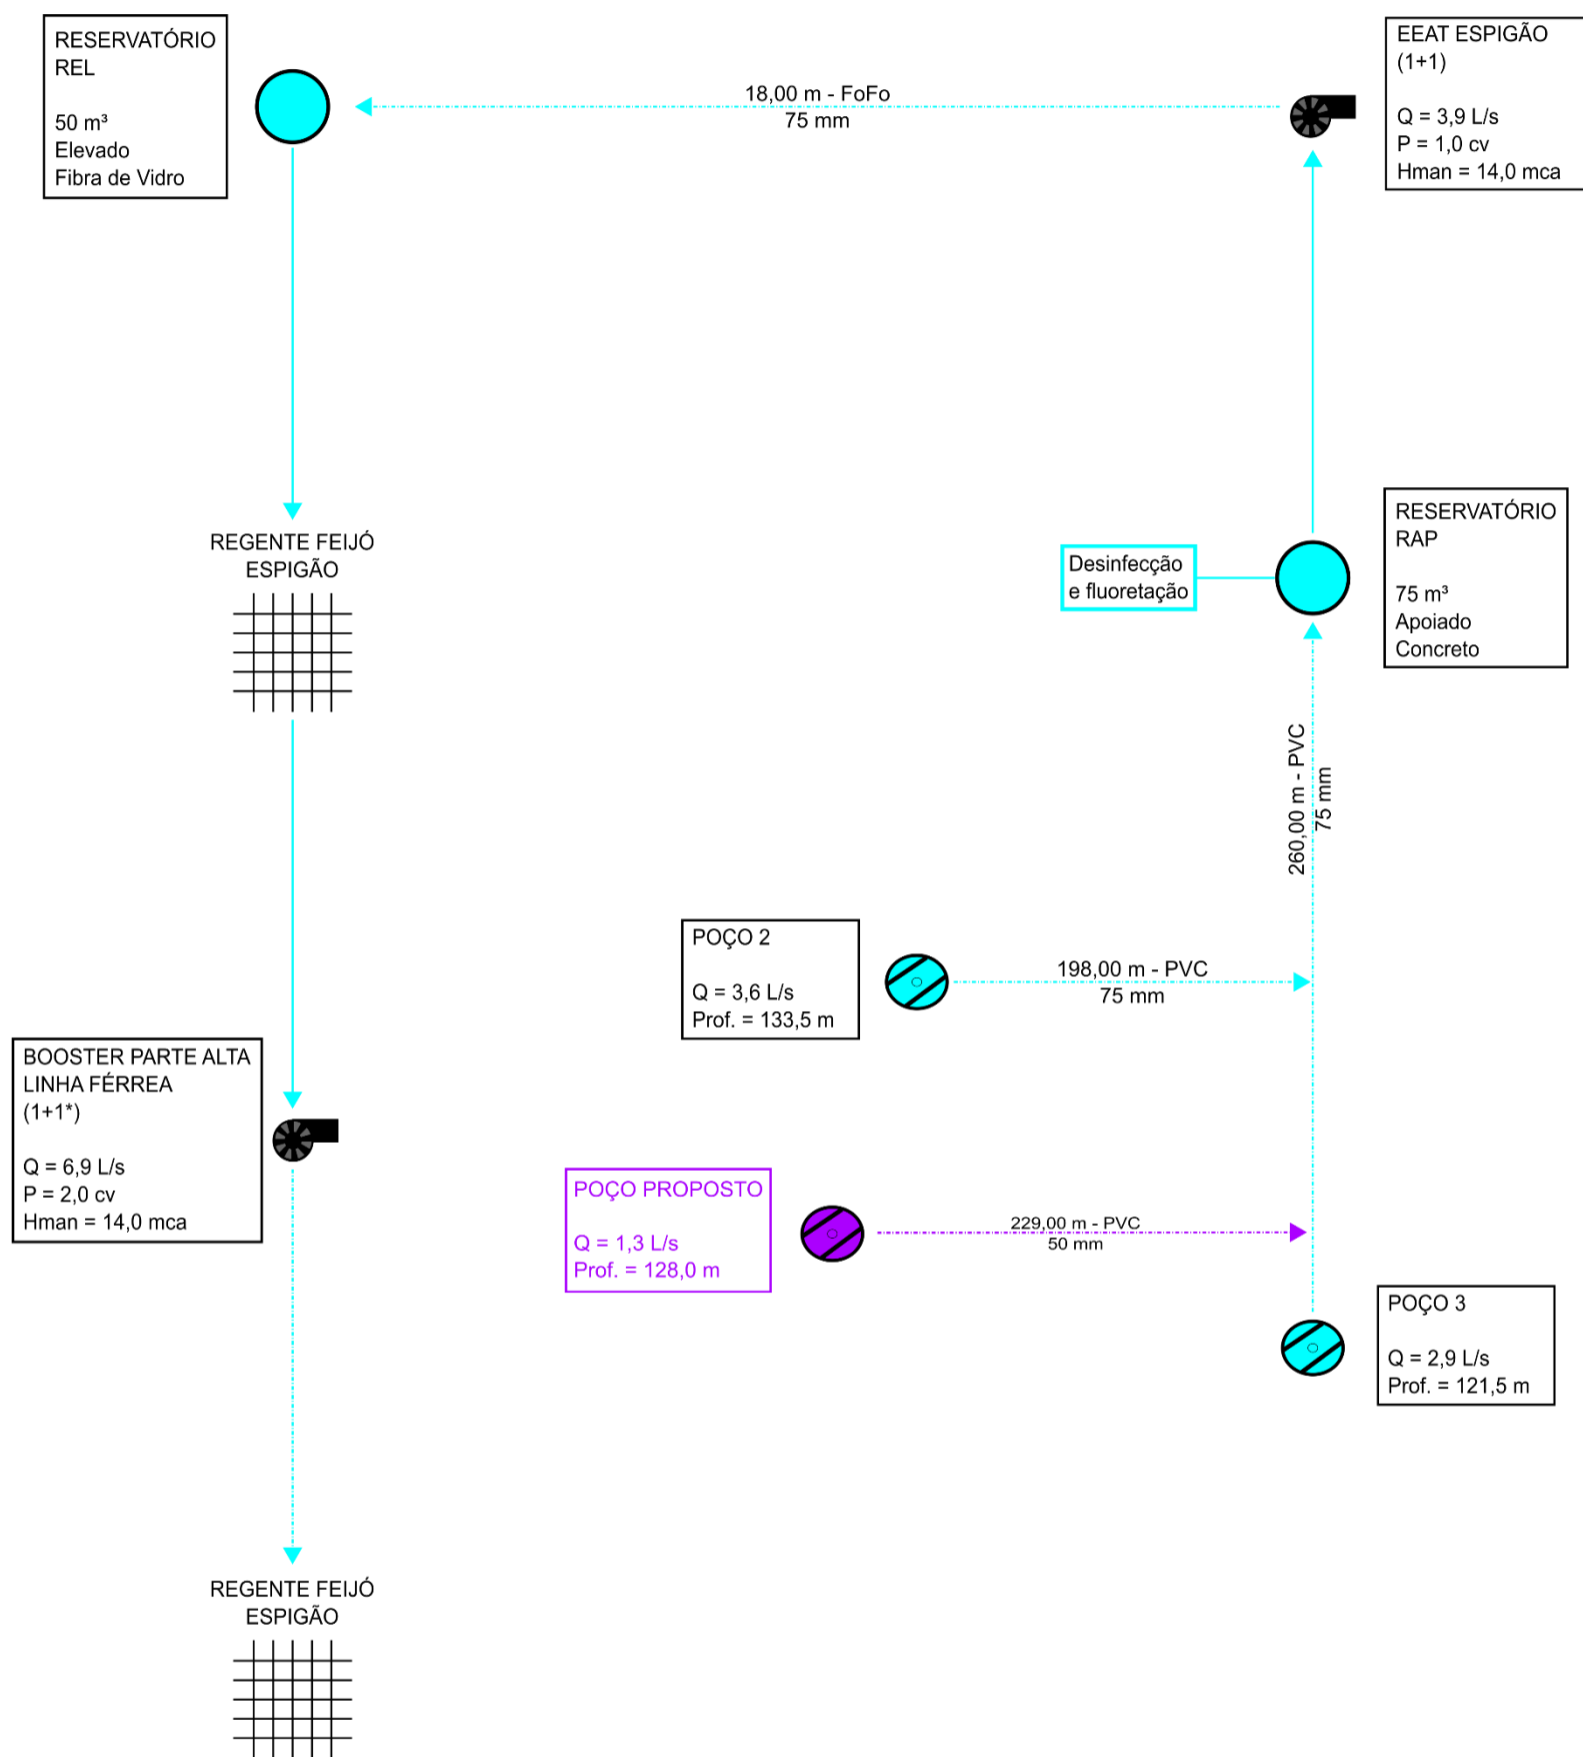 RESERVATÓRIO
REL
50 m³
Elevado
Fibra de Vidro
18,00 m - FoFo
75 mm
EEAT ESPIGÃO
(1+1)
Q = 3,9 L/s
P = 1,0 cv
Hman = 14,0 mca
REGENTE FEIJÓ
ESPIGÃO
Desinfecção
e fluoretação
RESERVATÓRIO
RAP
75 m³
Apoiado
Concreto
260,00 m - PVC
75 mm
POÇO 2
Q = 3,6 L/s
Prof. = 133,5 m
198,00 m - PVC
75 mm
BOOSTER PARTE ALTA
LINHA FÉRREA
(1+1*)
Q = 6,9 L/s
P = 2,0 cv
Hman = 14,0 mca
POÇO PROPOSTO
Q = 1,3 L/s
Prof. = 128,0 m
229,00 m - PVC
50 mm
POÇO 3
Q = 2,9 L/s
Prof. = 121,5 m
REGENTE FEIJÓ
ESPIGÃO